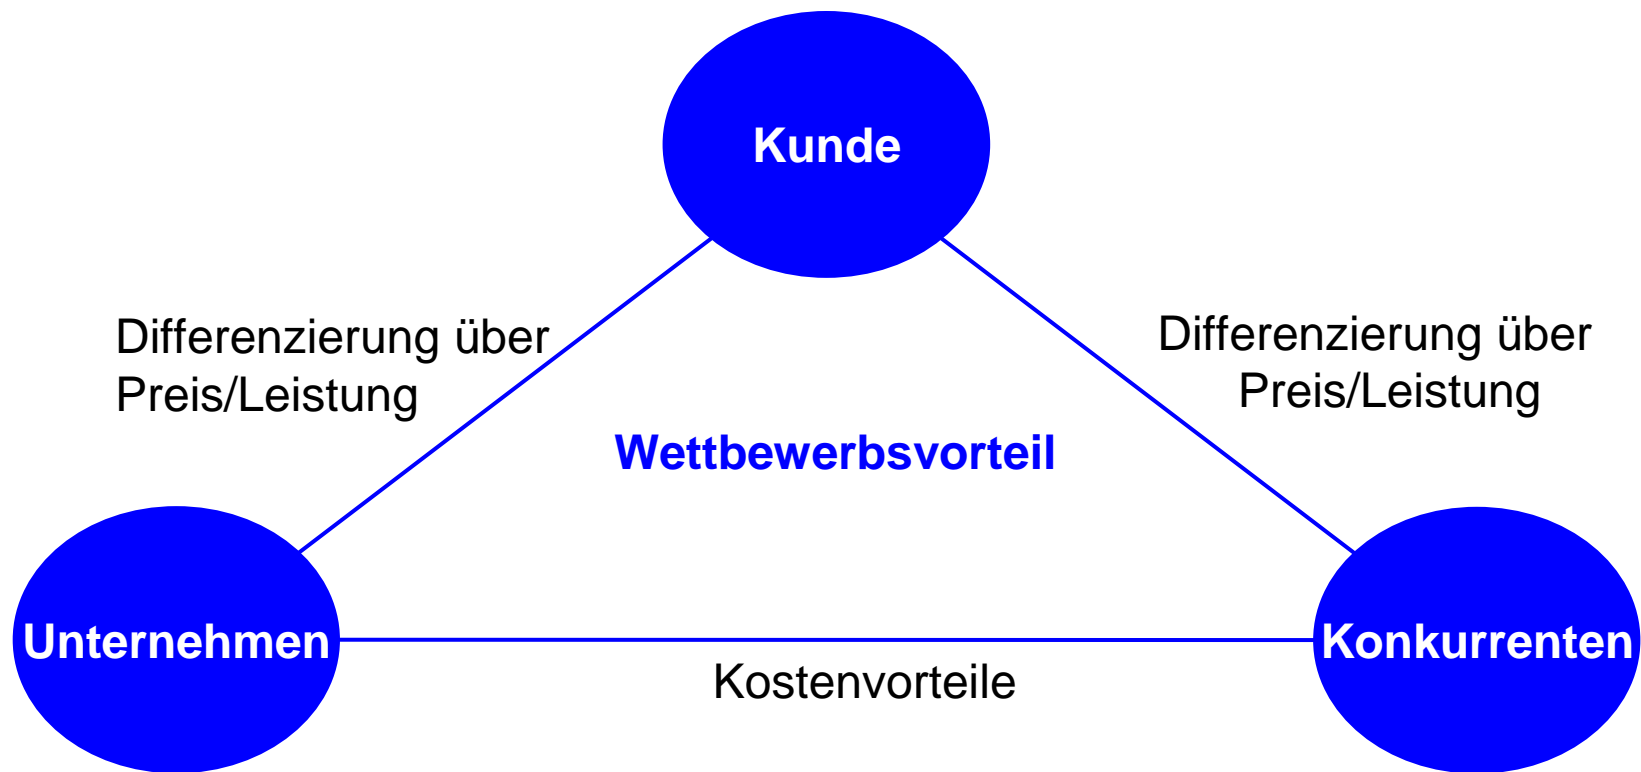 Kunde
Differenzierung über
Preis/Leistung
Differenzierung über
Preis/Leistung
Wettbewerbsvorteil
Unternehmen
Konkurrenten
Kostenvorteile